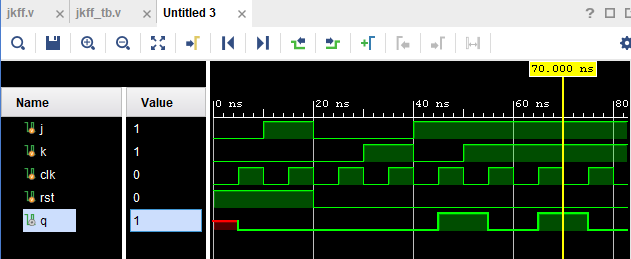 jkff.v × jkff_tb.v × Untitled 3 × ?
70.000 ns
Name Value
0 ns 20 ns 40 ns 60 ns 80
j 1
k 1
clk 0
rst 0
q 1